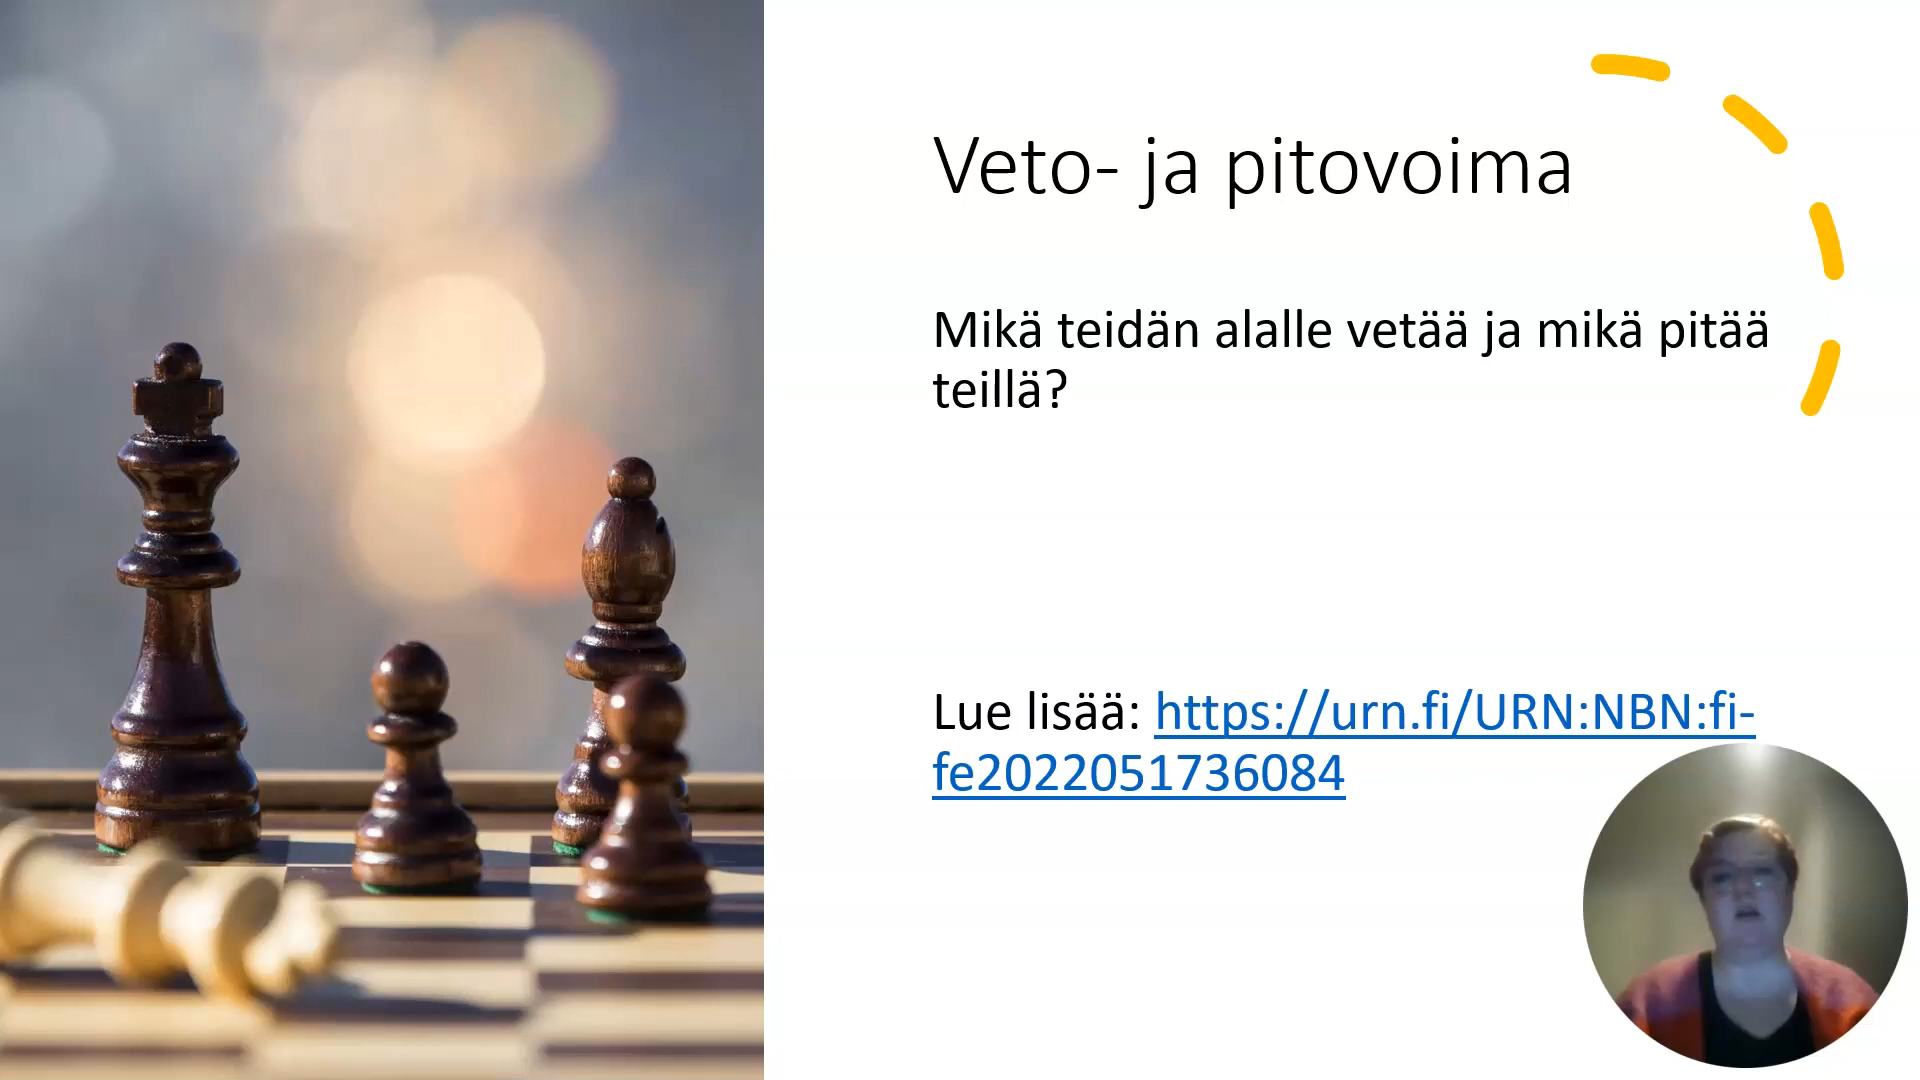 Veto- ja pitovoima
Mikä teidän alalle vetää ja mikä pitää
teillä?
Lue lisää: https://urn.fi/URN:NBN:fi-
fe2022051736084